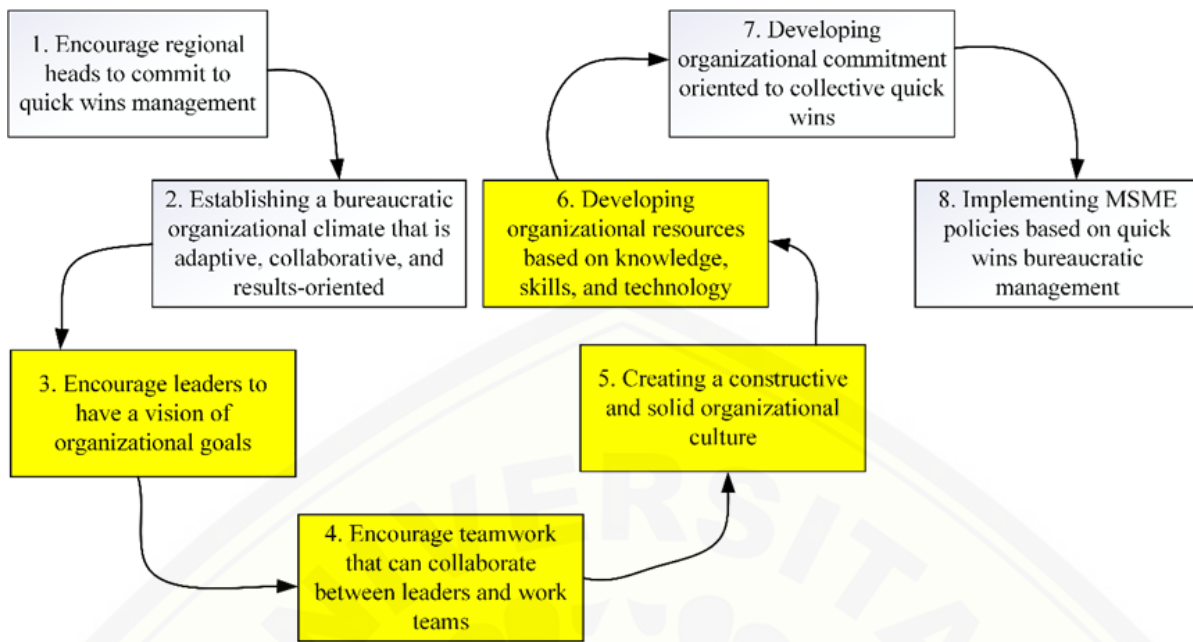 1. Encourage regional
heads to commit to
quick wins management
2. Establishing a bureaucratic
organizational climate that is
adaptive, collaborative, and
results-oriented
3. Encourage leaders to
have a vision of
organizational goals
4. Encourage teamwork
that can collaborate
between leaders and work
teams
5. Creating a constructive
and solid organizational
culture
6. Developing
organizational resources
based on knowledge,
skills, and technology
7. Developing
organizational commitment
oriented to collective quick
wins
8. Implementing MSME
policies based on quick
wins bureaucratic
management
NIVERSITA